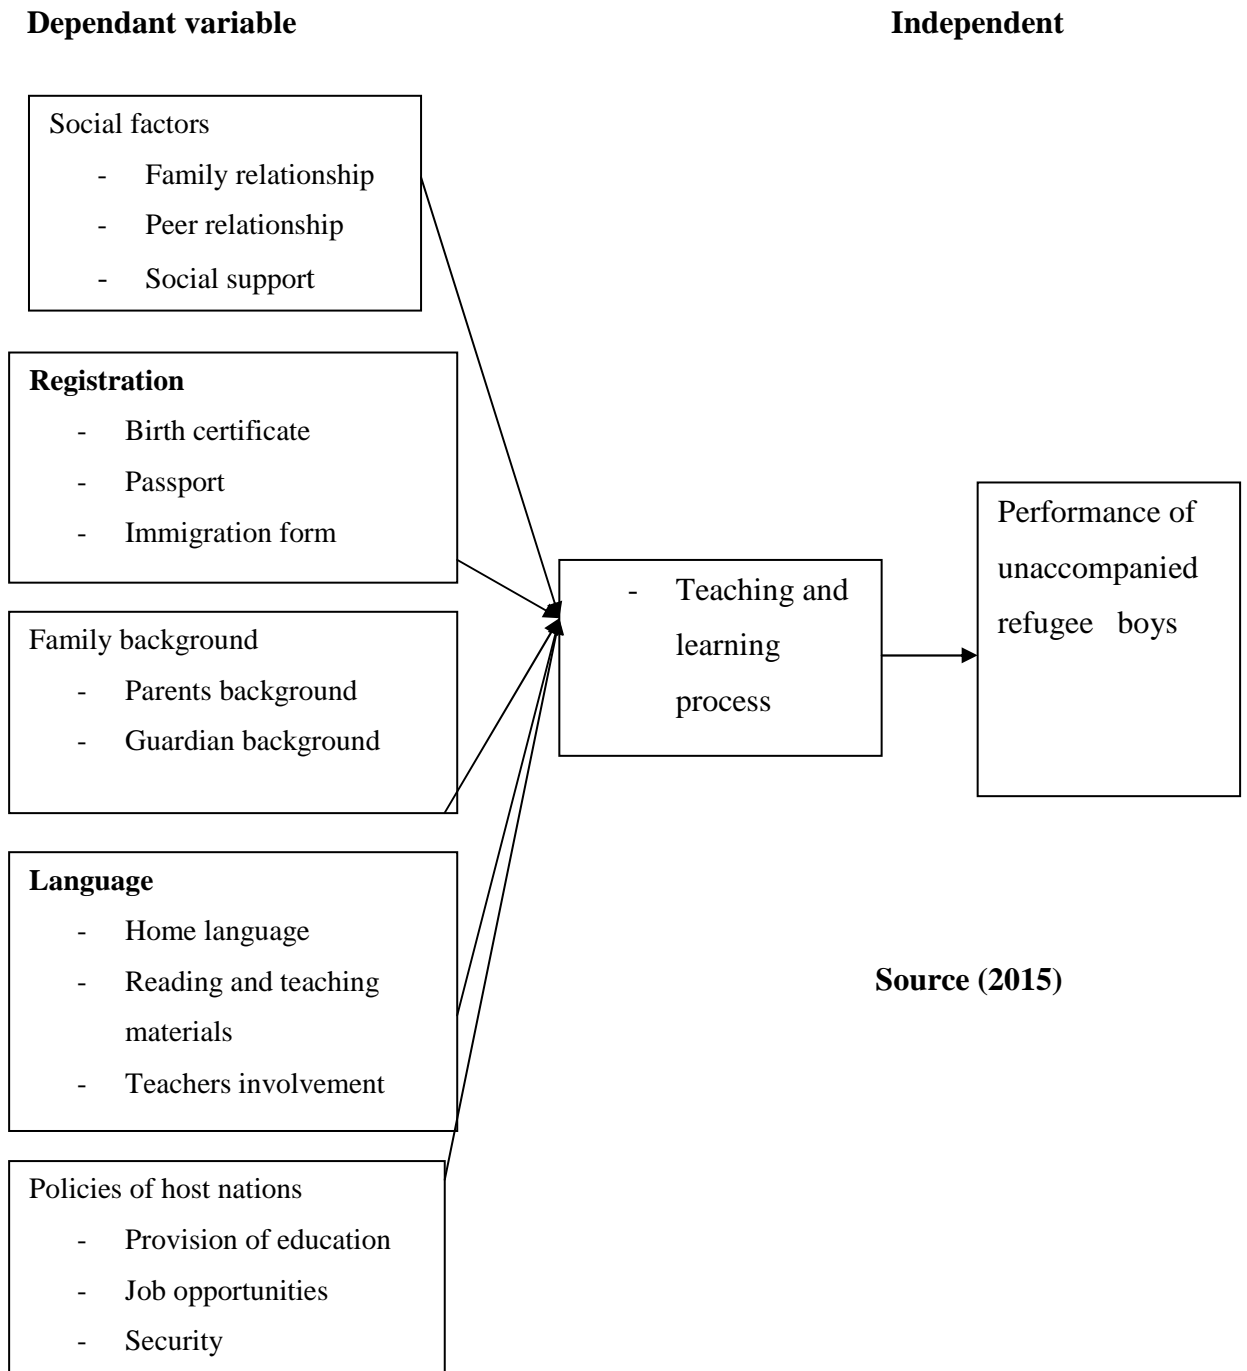 Dependant variable
Independent
Social factors
- Family relationship
- Peer relationship
- Social support
Registration
- Birth certificate
- Passport
- Immigration form
Family background
- Parents background
- Guardian background
Language
- Home language
- Reading and teaching
materials
- Teachers involvement
Policies of host nations
- Provision of education
- Job opportunities
- Security
- Teaching and
learning
process
Performance of
unaccompanied
refugee boys
Source (2015)